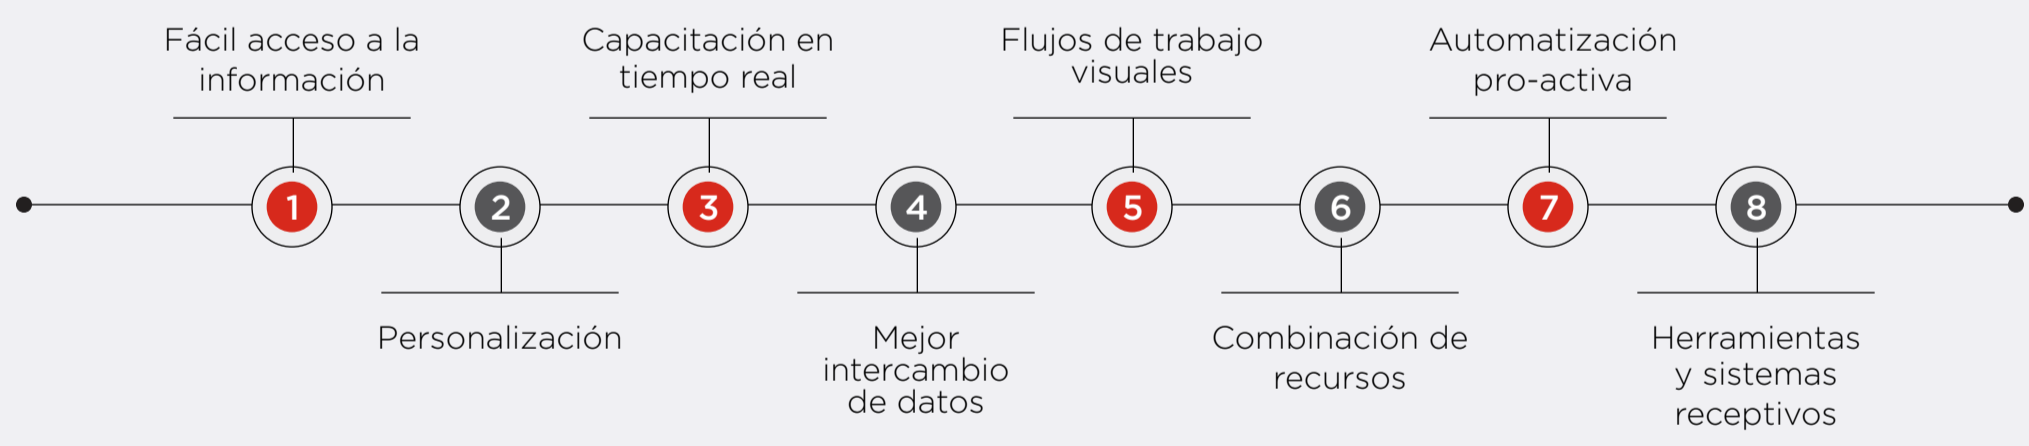 Fácil acceso a la
información
Capacitación en
tiempo real
Flujos de trabajo
visuales
Automatización
pro-activa
1
2
3
4
5
6
7
8
Personalización
Mejor
intercambio
de datos
Combinación de
recursos
Herramientas
y sistemas
receptivos